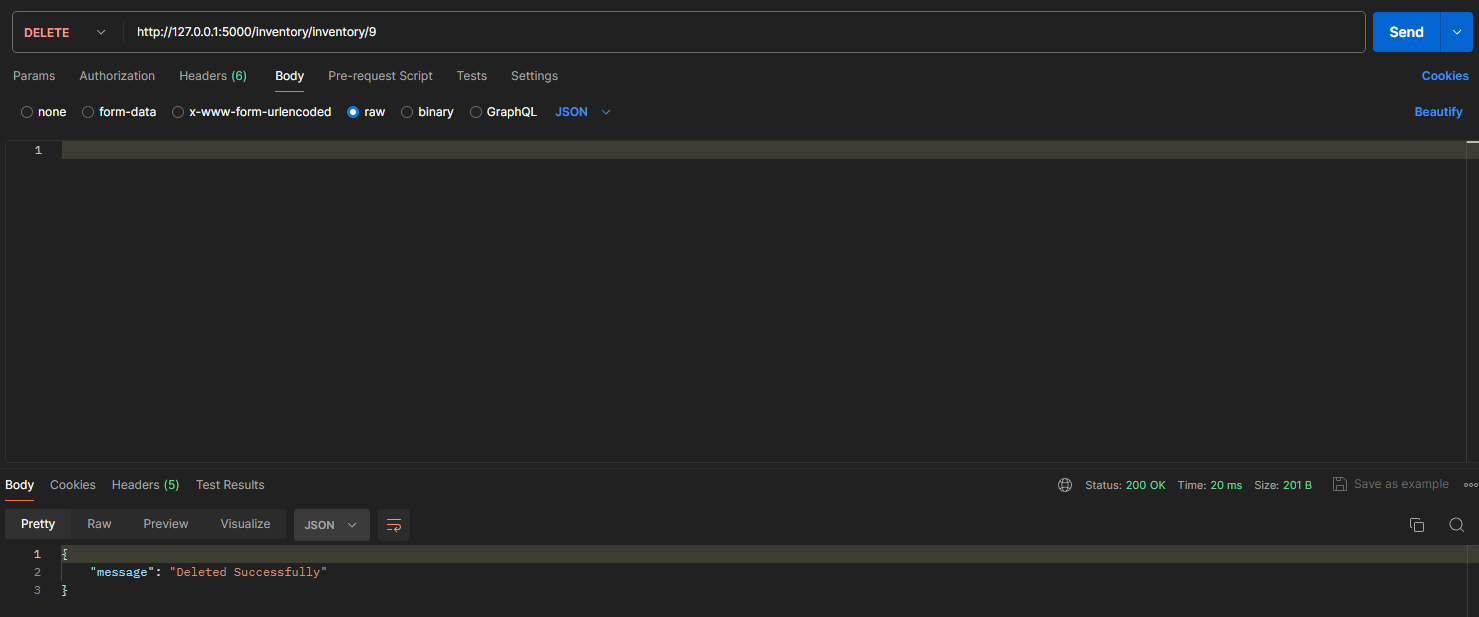 DELETE http://127.0.0.1:5000/inventory/inventory/9 Send
Params Authorization Headers (6) Body Pre-request Script Tests Settings Cookies
none form-data x-www-form-urlencoded raw binary GraphQL JSON Beautify
1
Body Cookies Headers (5) Test Results Status: 200 OK Time: 20 ms Size: 201 B Save as example
Pretty Raw Preview Visualize JSON
1 {
2 "message": "Deleted Successfully"
3 }